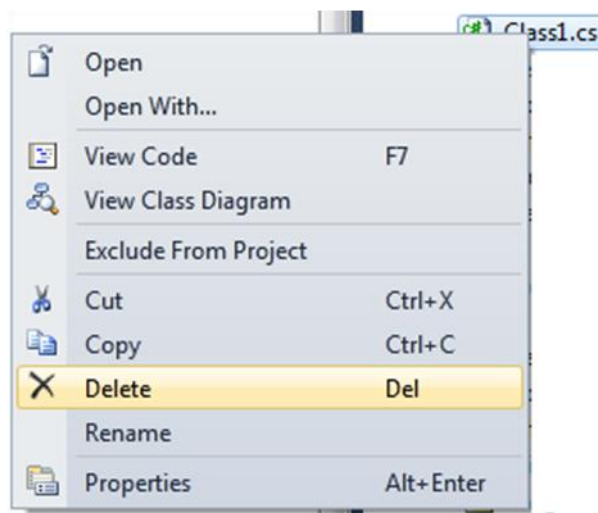 Class1.cs
Open
Open With...
View Code F7
View Class Diagram
Exclude From Project
Cut Ctrl+X
Copy Ctrl+C
Delete Del
Rename
Properties Alt+Enter